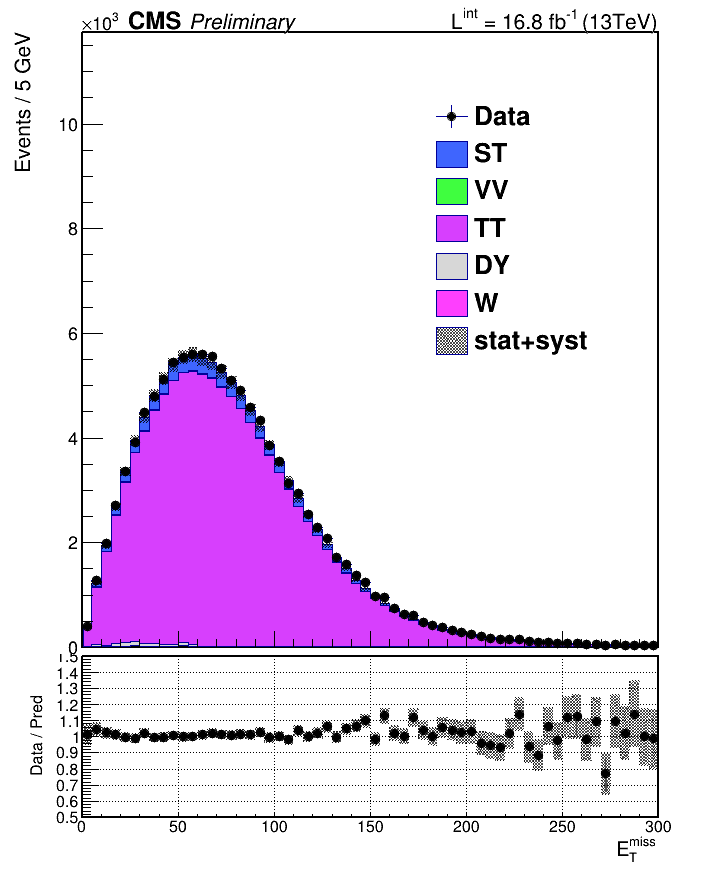 ×10³ CMS Preliminary L^int = 16.8 fb⁻¹ (13TeV)
Events / 5 GeV
10
8
6
4
2
0
Data
ST
VV
TT
DY
W
stat+syst
Data / Pred
1.5
1.4
1.3
1.2
1.1
1
0.9
0.8
0.7
0.6
0.5
0 50 100 150 200 250 300
E_T^miss